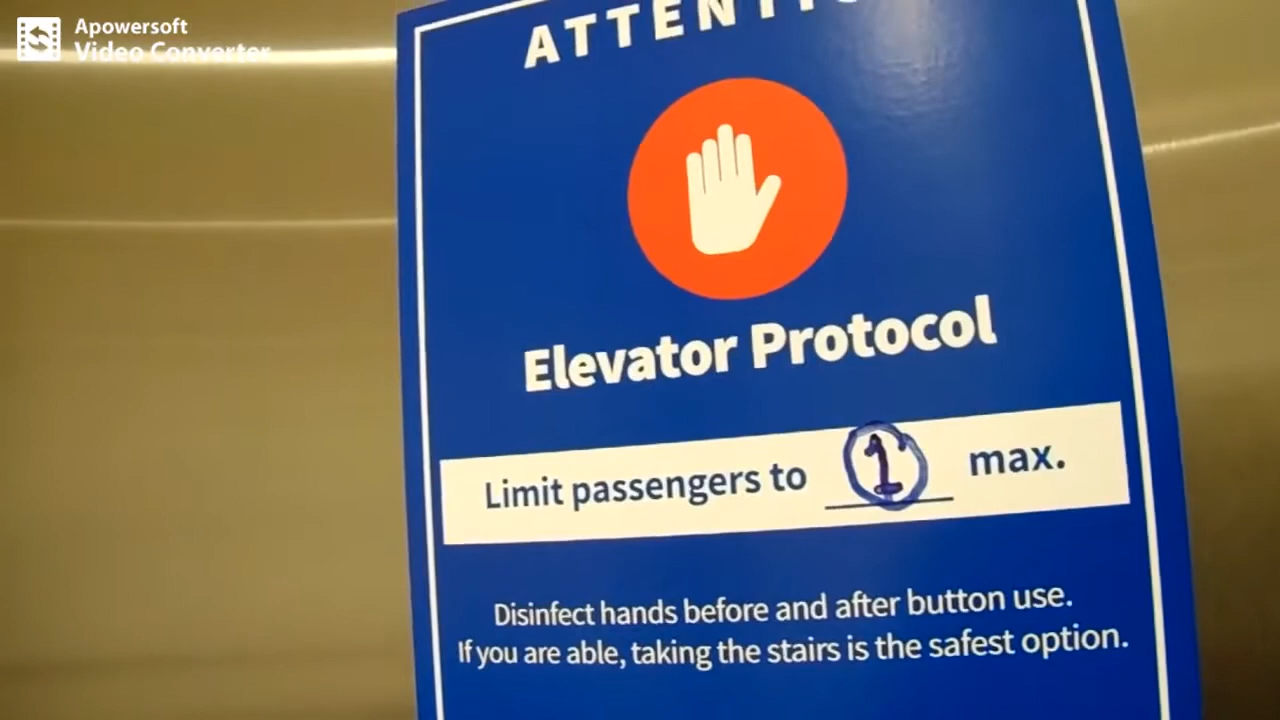 Apowersoft
Video Converter
Elevator Protocol
Limit passengers to 1 max.
Disinfect hands before and after button use.
If you are able, taking the stairs is the safest option.